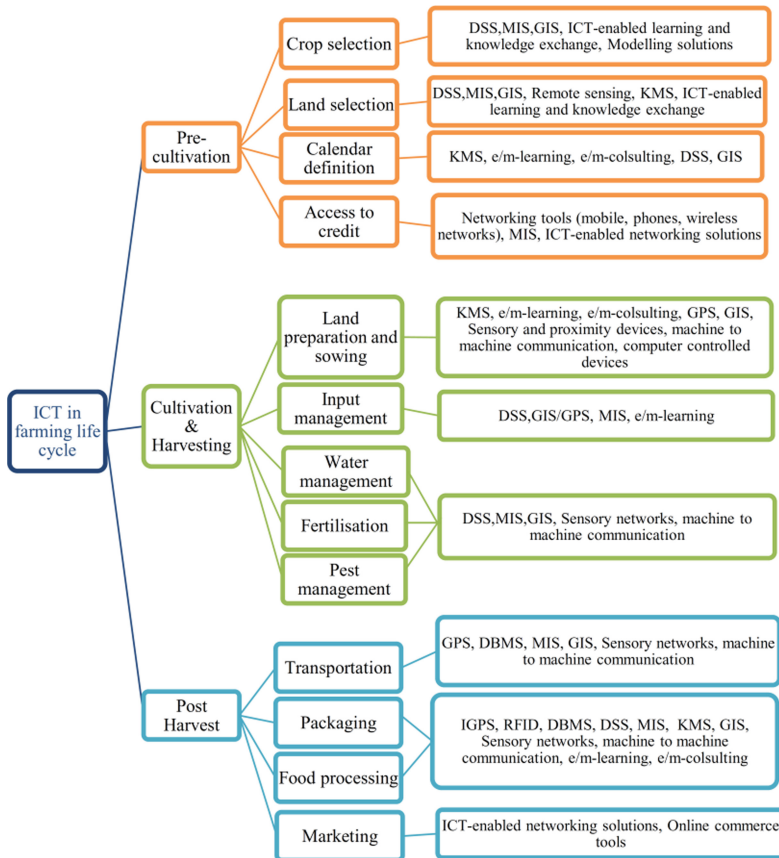 ICT in
farming life
cycle
Pre-
cultivation
Crop selection
DSS,MIS,GIS, ICT-enabled learning and
knowledge exchange, Modelling solutions
Land selection
DSS,MIS,GIS, Remote sensing, KMS, ICT-enabled
learning and knowledge exchange
Calendar
definition
KMS, e/m-learning, e/m-colsulting, DSS, GIS
Access to
credit
Networking tools (mobile, phones, wireless
networks), MIS, ICT-enabled networking solutions
Cultivation
&
Harvesting
Land
preparation and
sowing
KMS, e/m-learning, e/m-colsulting, GPS, GIS,
Sensory and proximity devices, machine to
machine communication, computer controlled
devices
Input
management
DSS,GIS/GPS, MIS, e/m-learning
Water
management
Fertilisation
Pest
management
DSS,MIS,GIS, Sensory networks, machine to
machine communication
Post
Harvest
Transportation
GPS, DBMS, MIS, GIS, Sensory networks, machine
to machine communication
Packaging
Food processing
IGPS, RFID, DBMS, DSS, MIS, KMS, GIS,
Sensory networks, machine to machine
communication, e/m-learning, e/m-colsulting
Marketing
ICT-enabled networking solutions, Online commerce
tools